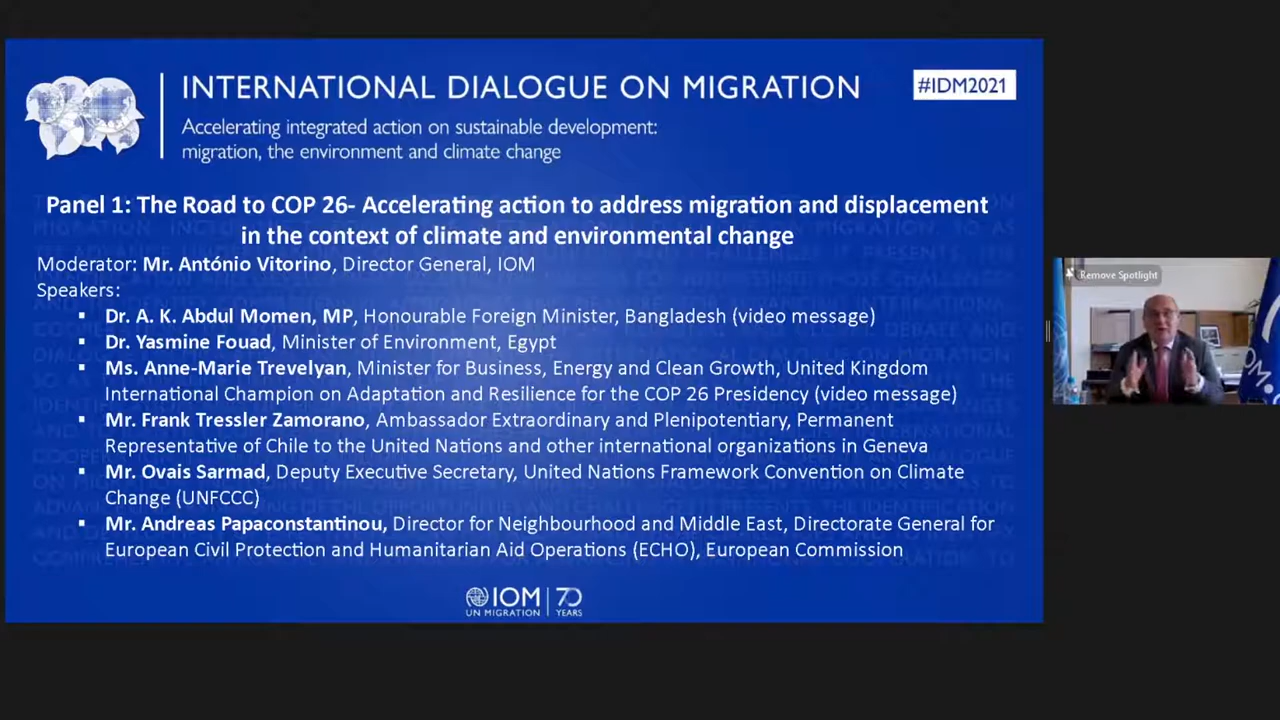 INTERNATIONAL DIALOGUE ON MIGRATION
#IDM2021
Accelerating integrated action on sustainable development:
migration, the environment and climate change
Panel 1: The Road to COP 26- Accelerating action to address migration and displacement
in the context of climate and environmental change
Moderator: Mr. António Vitorino, Director General, IOM
Speakers:
▪ Dr. A. K. Abdul Momen, MP, Honourable Foreign Minister, Bangladesh (video message)
▪ Dr. Yasmine Fouad, Minister of Environment, Egypt
▪ Ms. Anne-Marie Trevelyan, Minister for Business, Energy and Clean Growth, United Kingdom
International Champion on Adaptation and Resilience for the COP 26 Presidency (video message)
▪ Mr. Frank Tressler Zamorano, Ambassador Extraordinary and Plenipotentiary, Permanent
Representative of Chile to the United Nations and other international organizations in Geneva
▪ Mr. Ovais Sarmad, Deputy Executive Secretary, United Nations Framework Convention on Climate
Change (UNFCCC)
▪ Mr. Andreas Papaconstantinou, Director for Neighbourhood and Middle East, Directorate General for
European Civil Protection and Humanitarian Aid Operations (ECHO), European Commission
IOM
UN MIGRATION
70
YEARS
Remove Spotlight